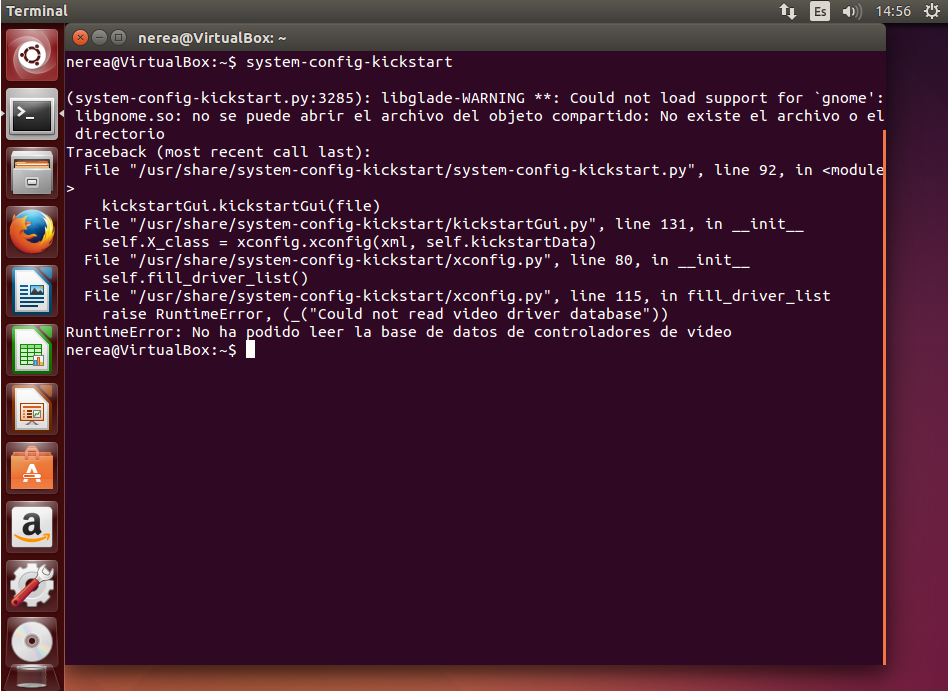 Terminal
Es
14:56
nerea@VirtualBox: ~
nerea@VirtualBox:~$ system-config-kickstart
(system-config-kickstart.py:3285): libglade-WARNING **: Could not load support for `gnome':
libgnome.so: no se puede abrir el archivo del objeto compartido: No existe el archivo o el
directorio
Traceback (most recent call last):
File "/usr/share/system-config-kickstart/system-config-kickstart.py", line 92, in <module
>
kickstartGui.kickstartGui(file)
File "/usr/share/system-config-kickstart/kickstartGui.py", line 131, in __init__
self.X_class = xconfig.xconfig(xml, self.kickstartData)
File "/usr/share/system-config-kickstart/xconfig.py", line 80, in __init__
self.fill_driver_list()
File "/usr/share/system-config-kickstart/xconfig.py", line 115, in fill_driver_list
raise RuntimeError, (_("Could not read video driver database"))
RuntimeError: No ha podido leer la base de datos de controladores de vídeo
nerea@VirtualBox:~$